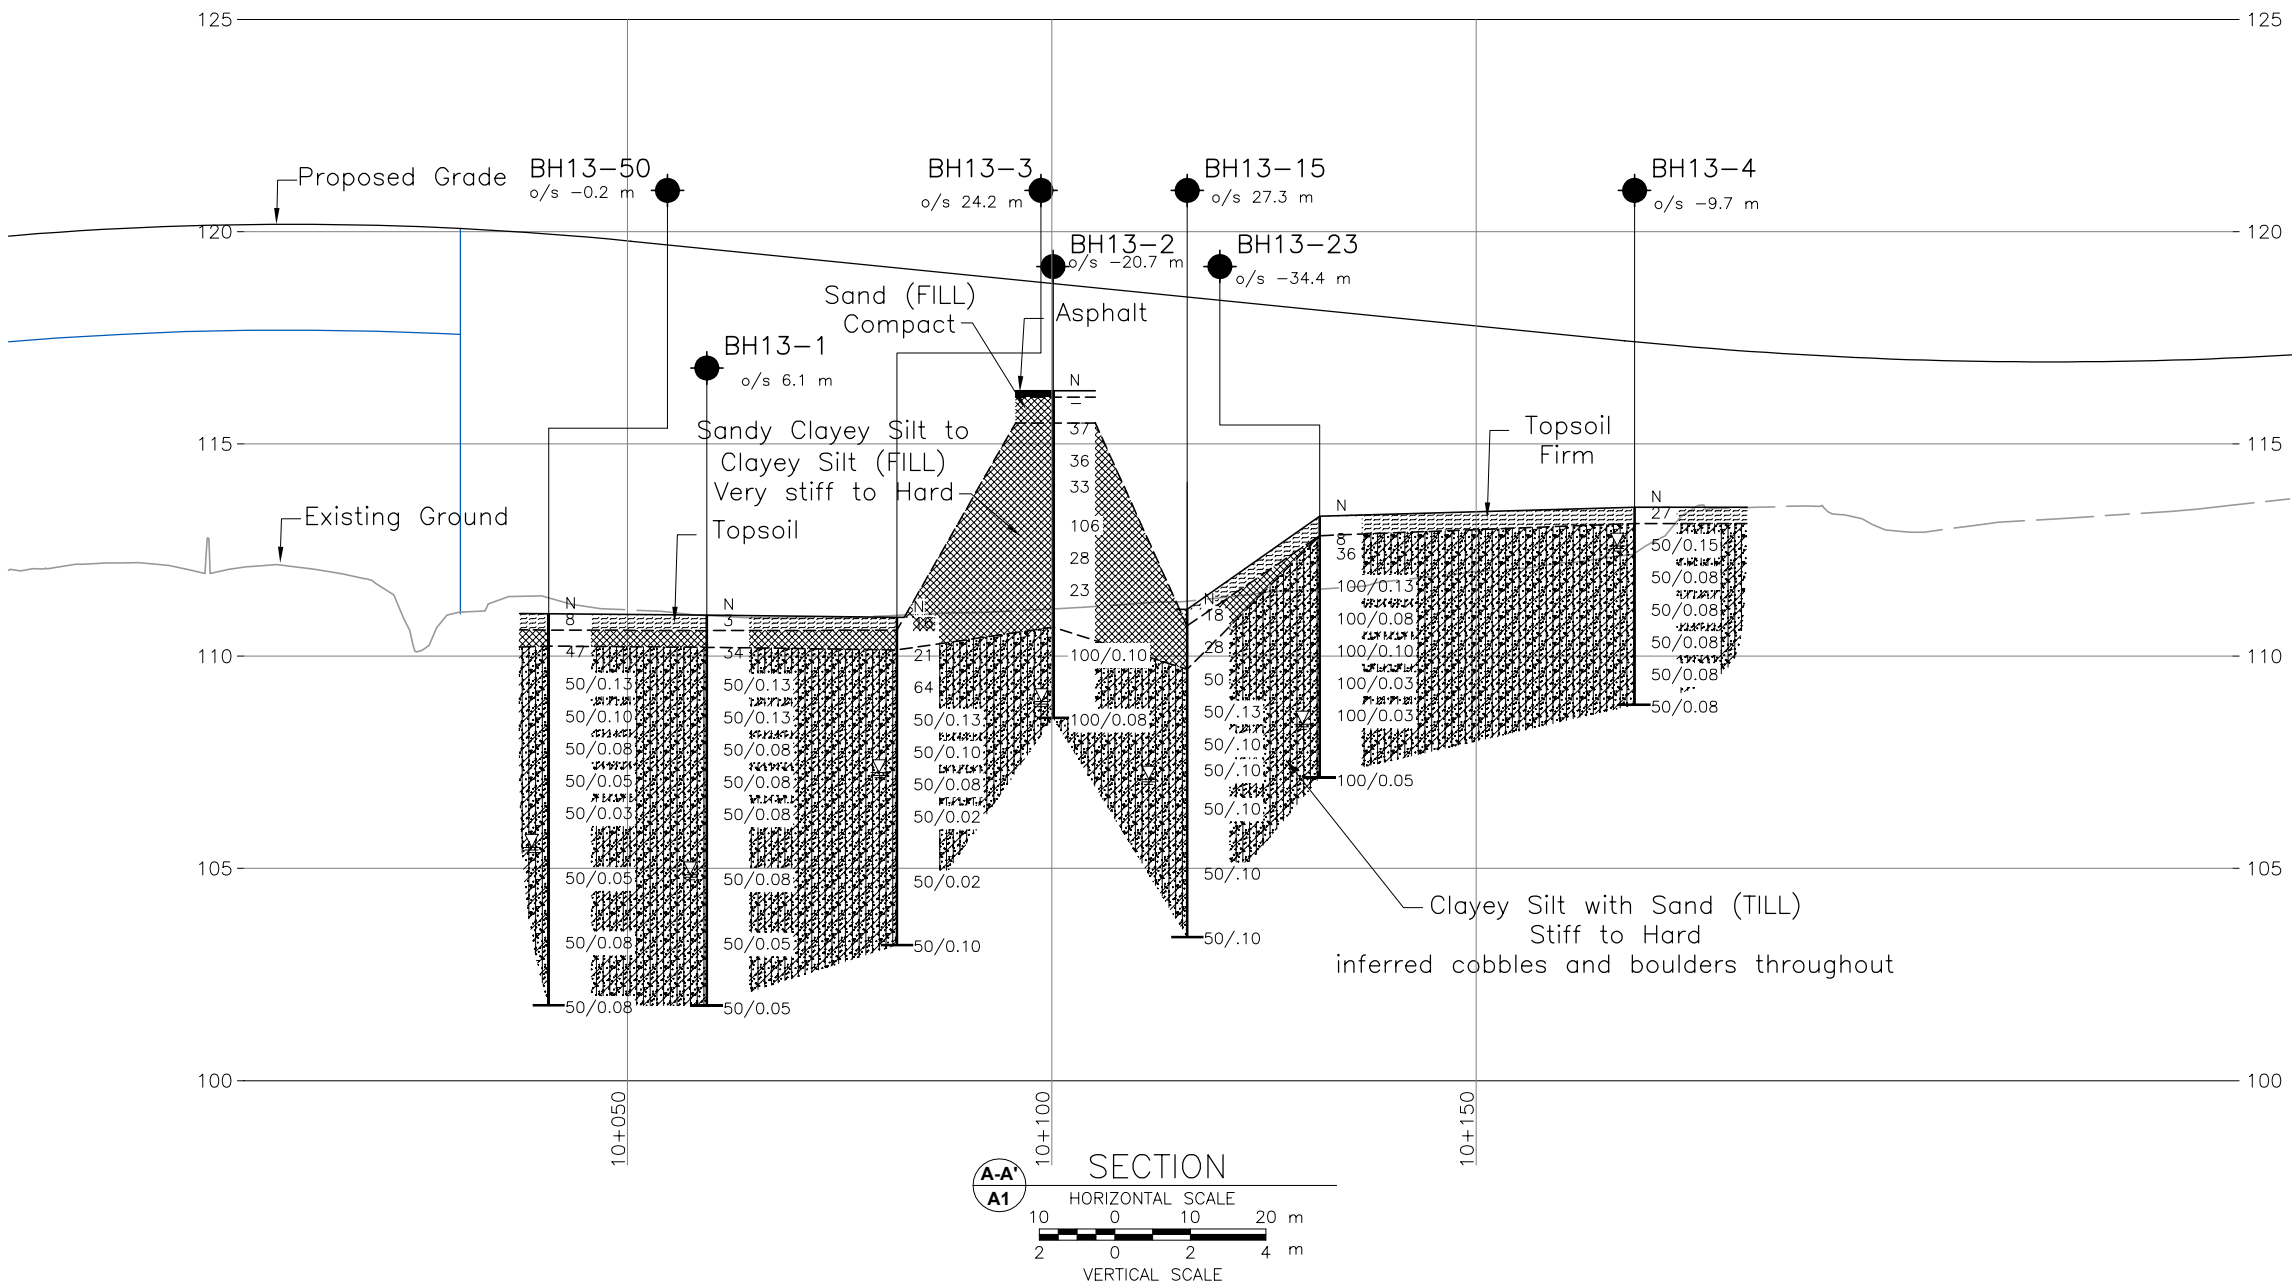 125
125
BH13-50
o/s -0.2 m
BH13-3
o/s 24.2 m
BH13-15
o/s 27.3 m
BH13-4
o/s -9.7 m
Proposed Grade
120
120
BH13-2
o/s -20.7 m
BH13-23
o/s -34.4 m
Sand (FILL)
Compact
Asphalt
BH13-1
o/s 6.1 m
Sandy Clayey Silt to
Clayey Silt (FILL)
Very stiff to Hard
Topsoil
Firm
115
115
Existing Ground
Topsoil
110
110
105
105
100
100
N
8
47
50/0.13
50/0.10
50/0.08
50/0.05
50/0.03
50/0.05
50/0.08
50/0.08
N
3
34
50/0.13
50/0.13
50/0.08
50/0.08
50/0.08
50/0.08
50/0.05
50/0.05
N
21
64
50/0.13
50/0.10
50/0.08
50/0.02
50/0.02
50/0.10
N
–
37
36
33
106
28
23
100/0.10
100/0.08
N
18
28
50
50/.13
50/.10
50/.10
50/.10
50/.10
50/.10
N
8
36
100/0.13
100/0.08
100/0.10
100/0.03
100/0.03
100/0.05
N
27
50/0.15
50/0.08
50/0.08
50/0.08
50/0.08
50/0.08
Clayey Silt with Sand (TILL)
Stiff to Hard
inferred cobbles and boulders throughout
10+050
10+100
10+150
A-A'
A1
SECTION
HORIZONTAL SCALE
10 0 10 20 m
2 0 2 4 m
VERTICAL SCALE